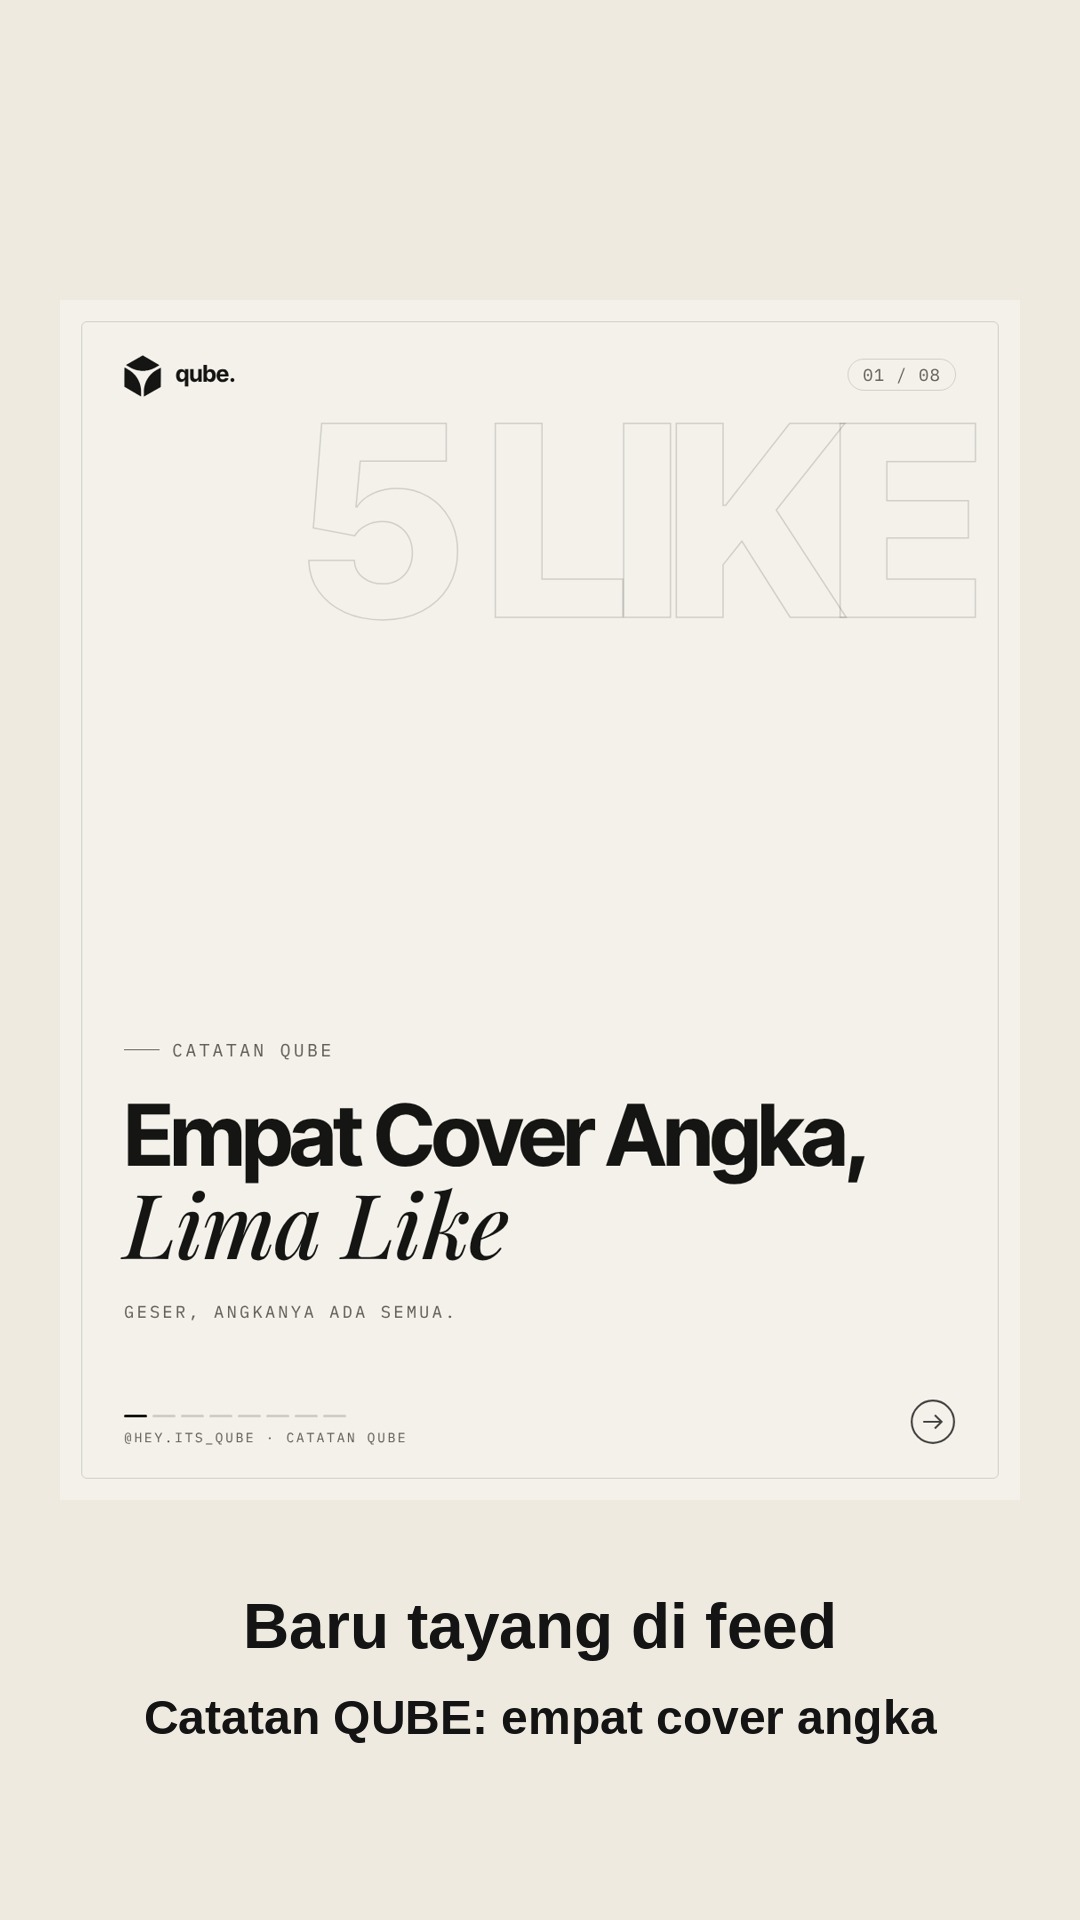 qube.
01 / 08
5 LIKE
CATATAN QUBE
Empat Cover Angka,
Lima Like
GESER, ANGKANYA ADA SEMUA.
@HEY.ITS_QUBE · CATATAN QUBE
Baru tayang di feed
Catatan QUBE: empat cover angka